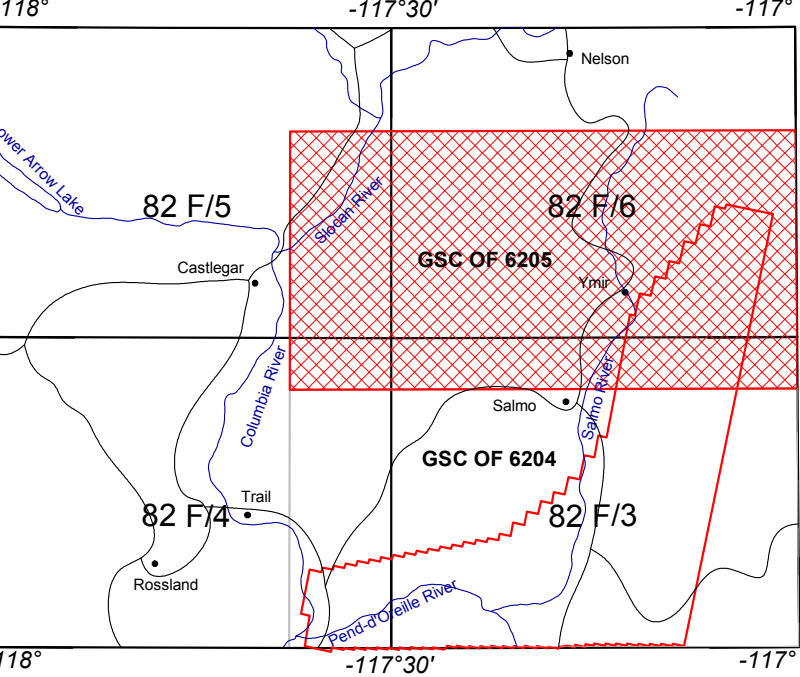 118°
-117°30'
-117°
Nelson
ower Arrow Lake
82 F/5
Slocan River
82 F/6
GSC OF 6205
Castlegar
Ymir
Columbia River
Salmo River
Salmo
GSC OF 6204
Trail
82 F/4
82 F/3
Rossland
Pend-d'Oreille River
118°
-117°30'
-117°